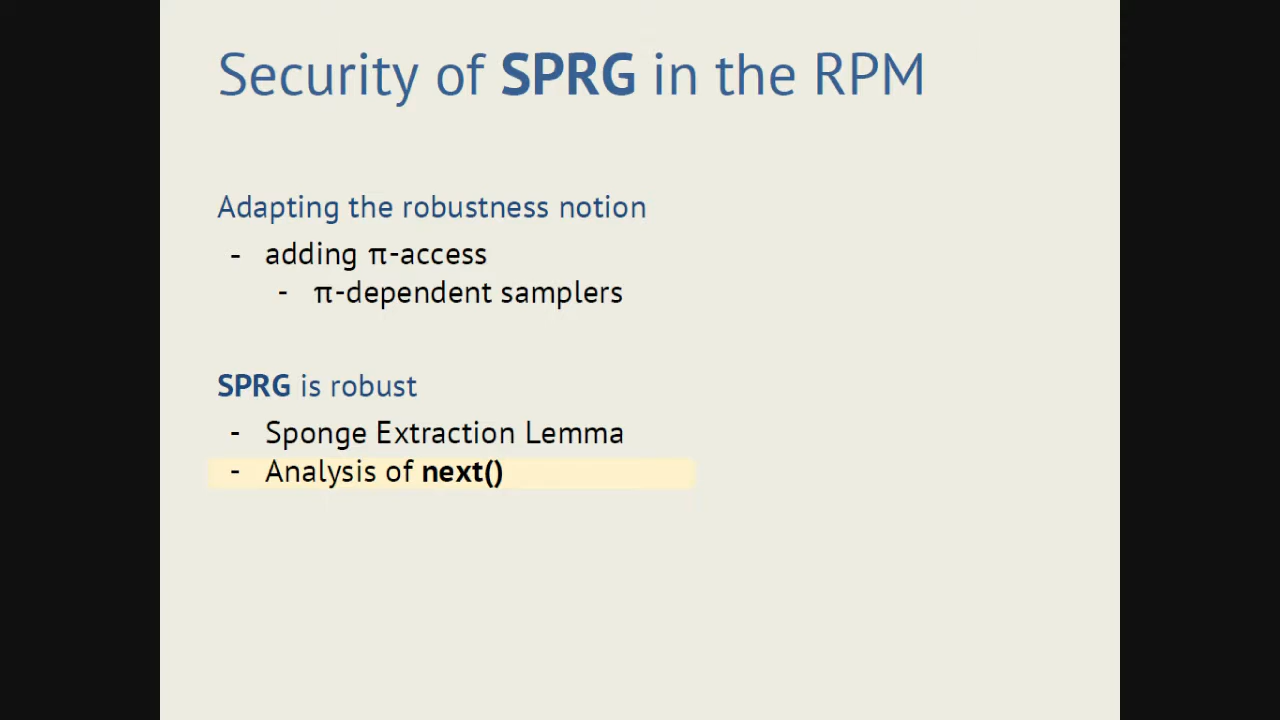 Security of SPRG in the RPM
Adapting the robustness notion
- adding π-access
- π-dependent samplers
SPRG is robust
- Sponge Extraction Lemma
- Analysis of next()